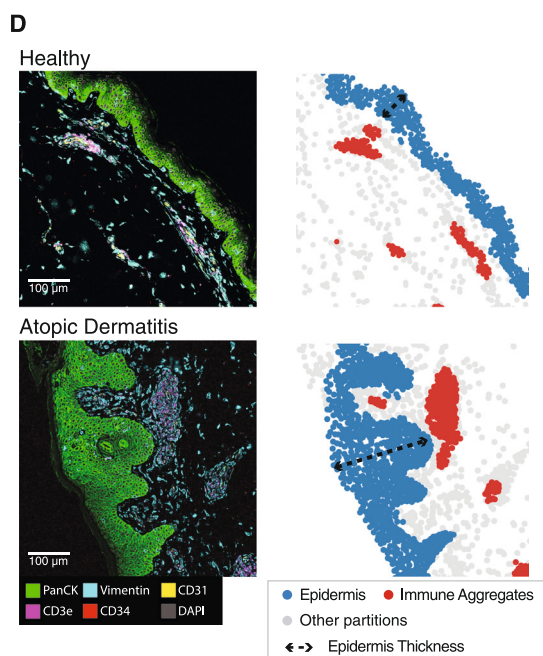 D
Healthy
100 µm
Atopic Dermatitis
100 µm
PanCK Vimentin CD31
CD3e CD34 DAPI
Epidermis Immune Aggregates
Other partitions
Epidermis Thickness